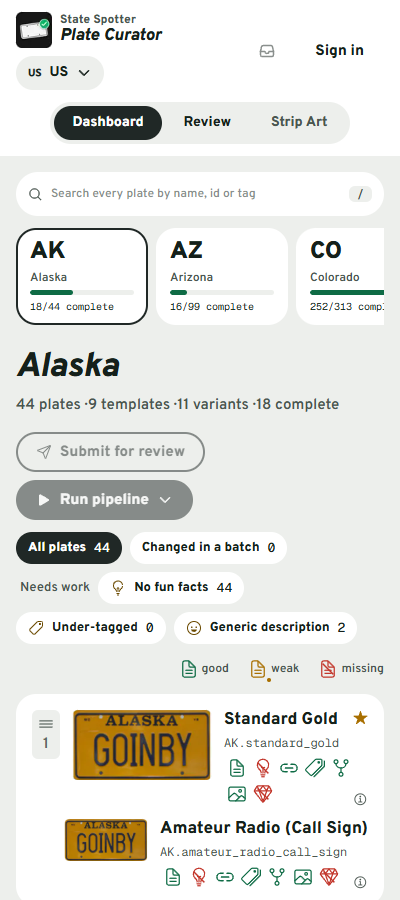 State Spotter
Plate Curator
Sign in
US US
Dashboard Review Strip Art
Search every plate by name, id or tag /
AK AZ CO
Alaska Arizona Colorado
18/44 complete 16/99 complete 252/313 compl
Alaska
44 plates ·9 templates ·11 variants ·18 complete
Submit for review
Run pipeline
All plates 44 Changed in a batch 0
Needs work No fun facts 44
Under-tagged 0 Generic description 2
good weak missing
1
ALASKA
GOINBY
Standard Gold
AK.standard_gold
ALASKA
GOINBY
Amateur Radio (Call Sign)
AK.amateur_radio_call_sign